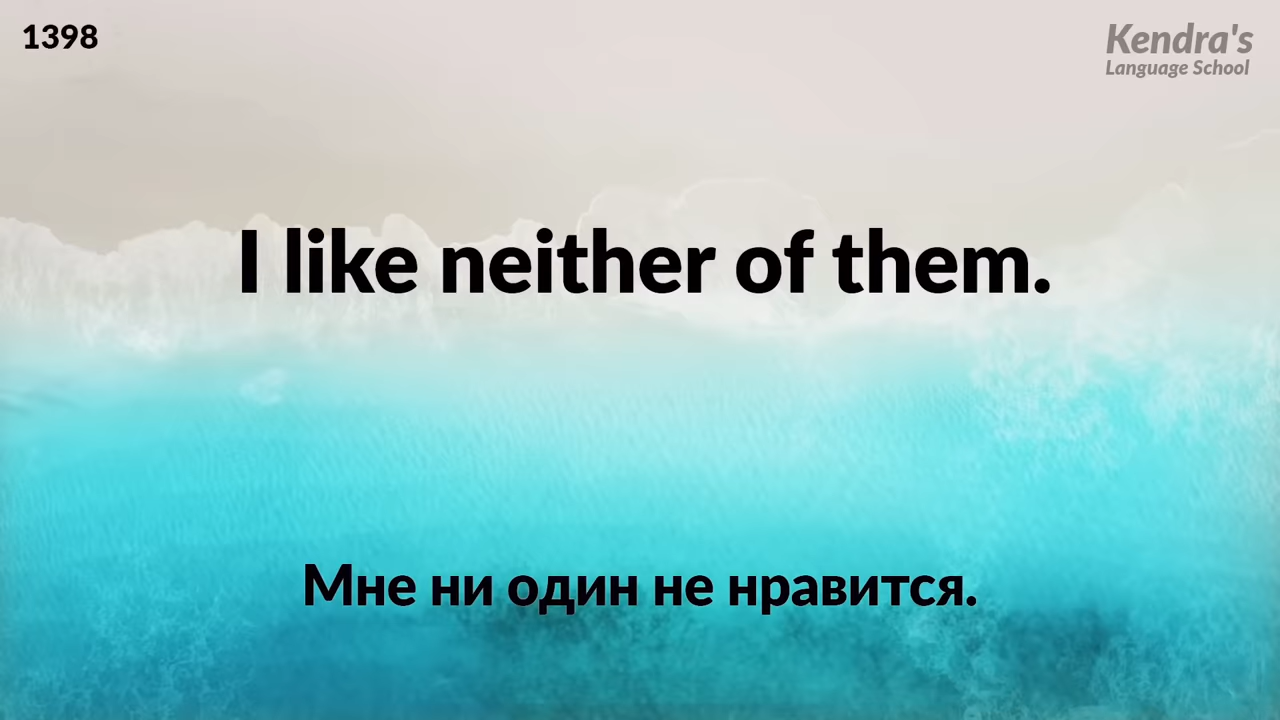 1398
Kendra's
Language School
I like neither of them.
Мне ни один не нравится.